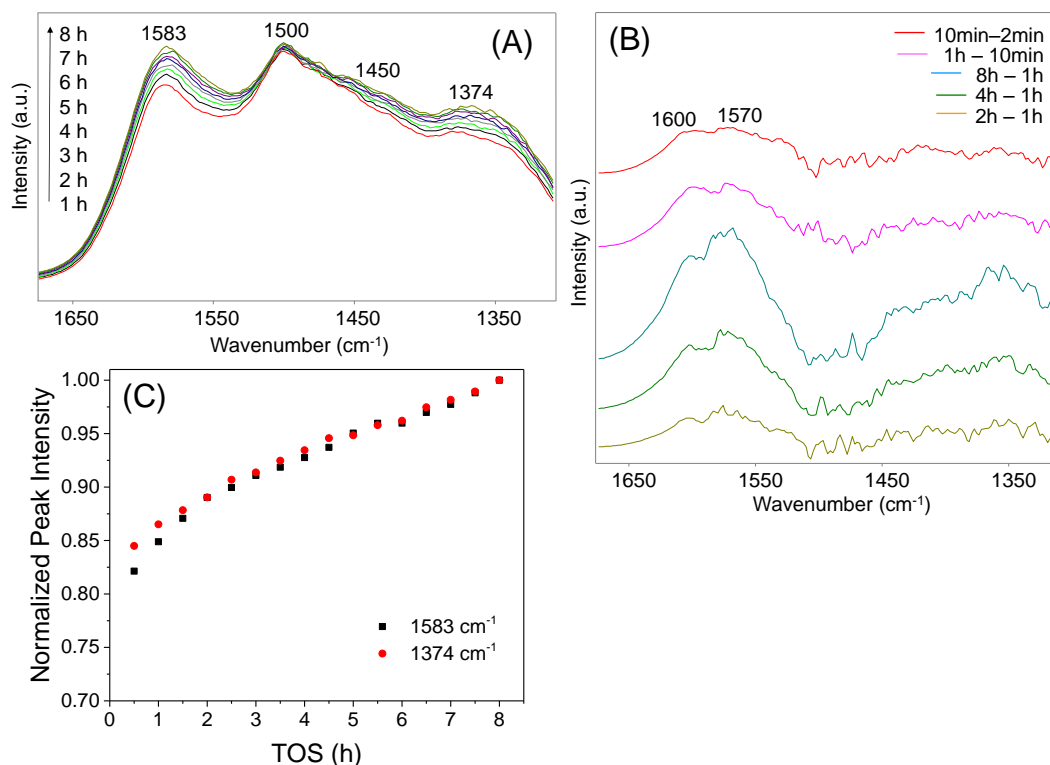 (A)
1583
1500
1450
1374
8 h
7 h
6 h
5 h
4 h
3 h
2 h
1 h
Intensity (a.u.)
1650
1550
1450
1350
Wavenumber (cm⁻¹)
(B)
10min–2min
1h – 10min
8h – 1h
4h – 1h
2h – 1h
1600
1570
Intensity (a.u.)
1650
1550
1450
1350
Wavenumber (cm⁻¹)
(C)
1.00
0.95
0.90
0.85
0.80
0.75
0.70
Normalized Peak Intensity
1583 cm⁻¹
1374 cm⁻¹
0 1 2 3 4 5 6 7 8
TOS (h)